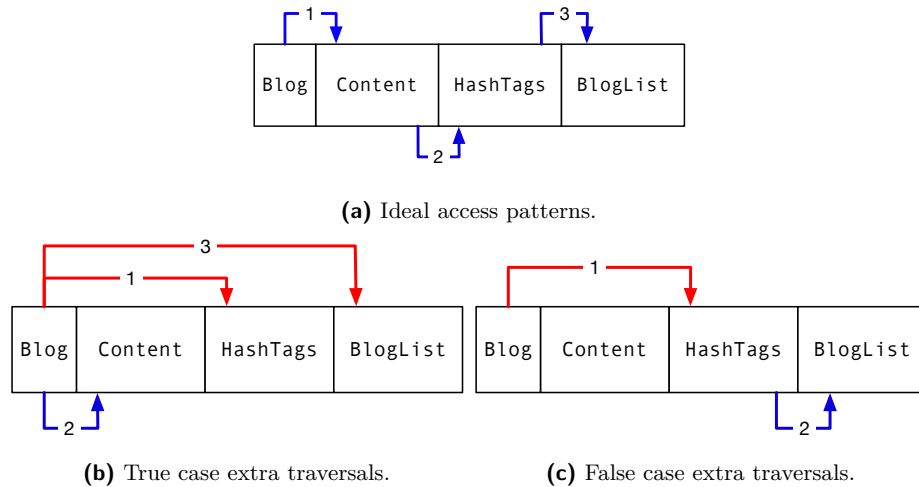 1 3
Blog Content HashTags BlogList
2
(a) Ideal access patterns.
3
1
Blog Content HashTags BlogList
2
(b) True case extra traversals.
1
Blog Content HashTags BlogList
2
(c) False case extra traversals.